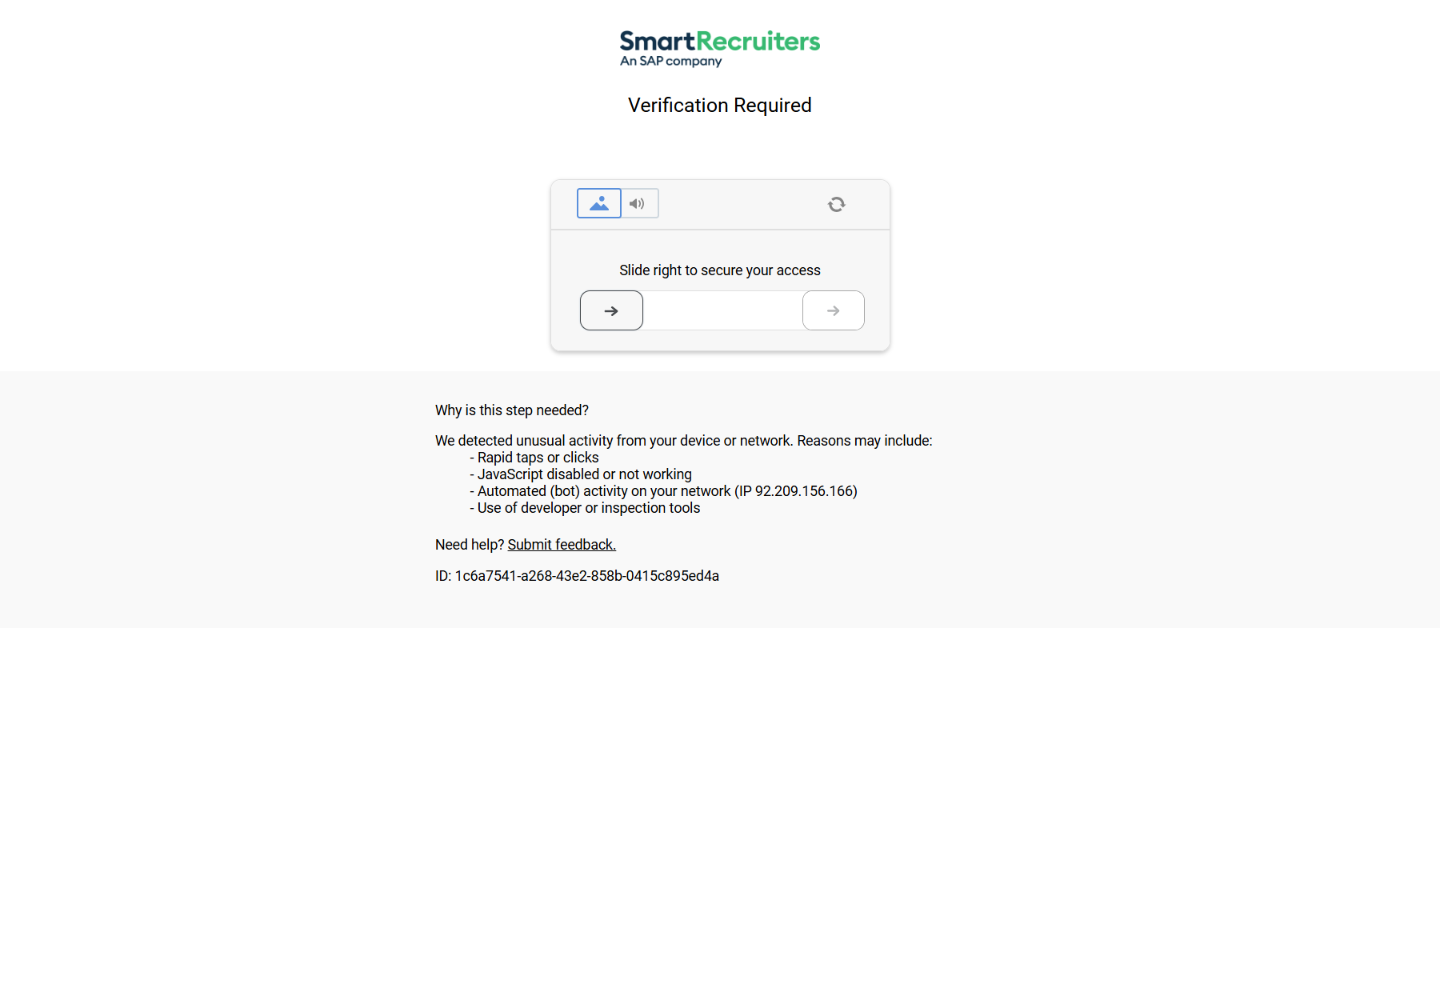 SmartRecruiters
An SAP company
Verification Required
Slide right to secure your access
Why is this step needed?
We detected unusual activity from your device or network. Reasons may include:
- Rapid taps or clicks
- JavaScript disabled or not working
- Automated (bot) activity on your network (IP 92.209.156.166)
- Use of developer or inspection tools
Need help? Submit feedback.
ID: 1c6a7541-a268-43e2-858b-0415c895ed4a